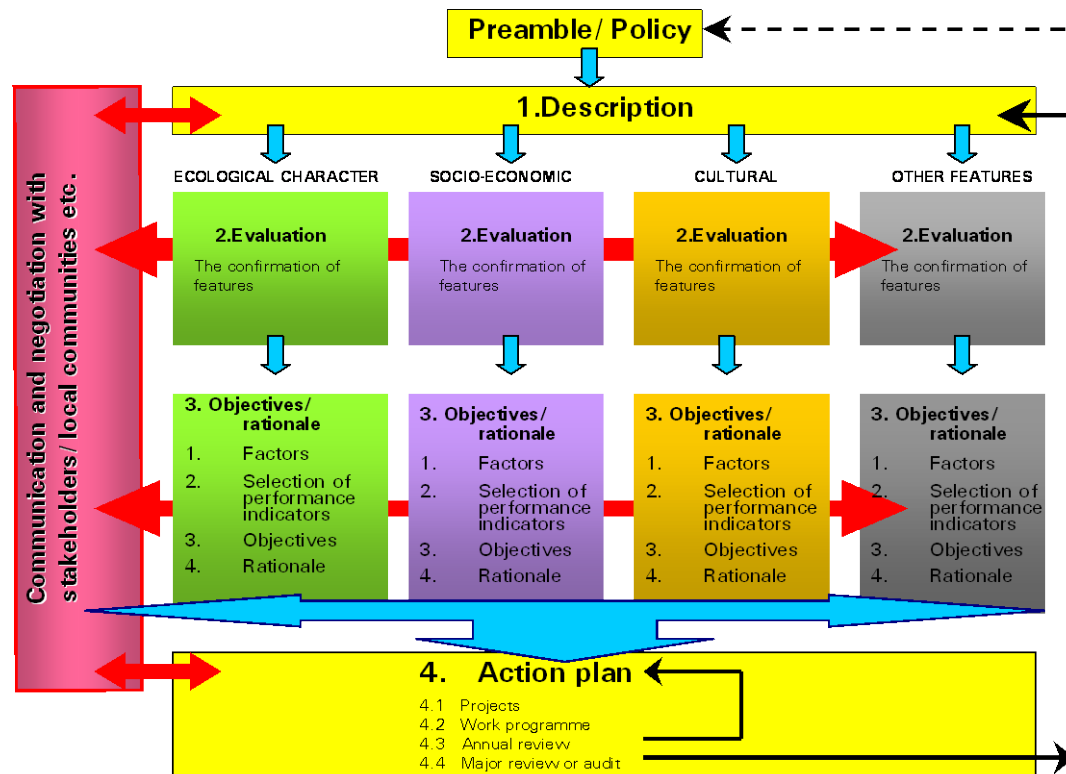 Preamble/ Policy
1.Description
Communication and negotiation with
stakeholders/ local communities etc.
ECOLOGICAL CHARACTER
SOCIO-ECONOMIC
CULTURAL
OTHER FEATURES
2.Evaluation
The confirmation of
features
2.Evaluation
The confirmation of
features
2.Evaluation
The confirmation of
features
2.Evaluation
The confirmation of
features
3. Objectives/
rationale
1. Factors
2. Selection of
performance
indicators
3. Objectives
4. Rationale
3. Objectives/
rationale
1. Factors
2. Selection of
performance
indicators
3. Objectives
4. Rationale
3. Objectives/
rationale
1. Factors
2. Selection of
performance
indicators
3. Objectives
4. Rationale
3. Objectives/
rationale
1. Factors
2. Selection of
performance
indicators
3. Objectives
4. Rationale
4. Action plan
4.1 Projects
4.2 Work programme
4.3 Annual review
4.4 Major review or audit